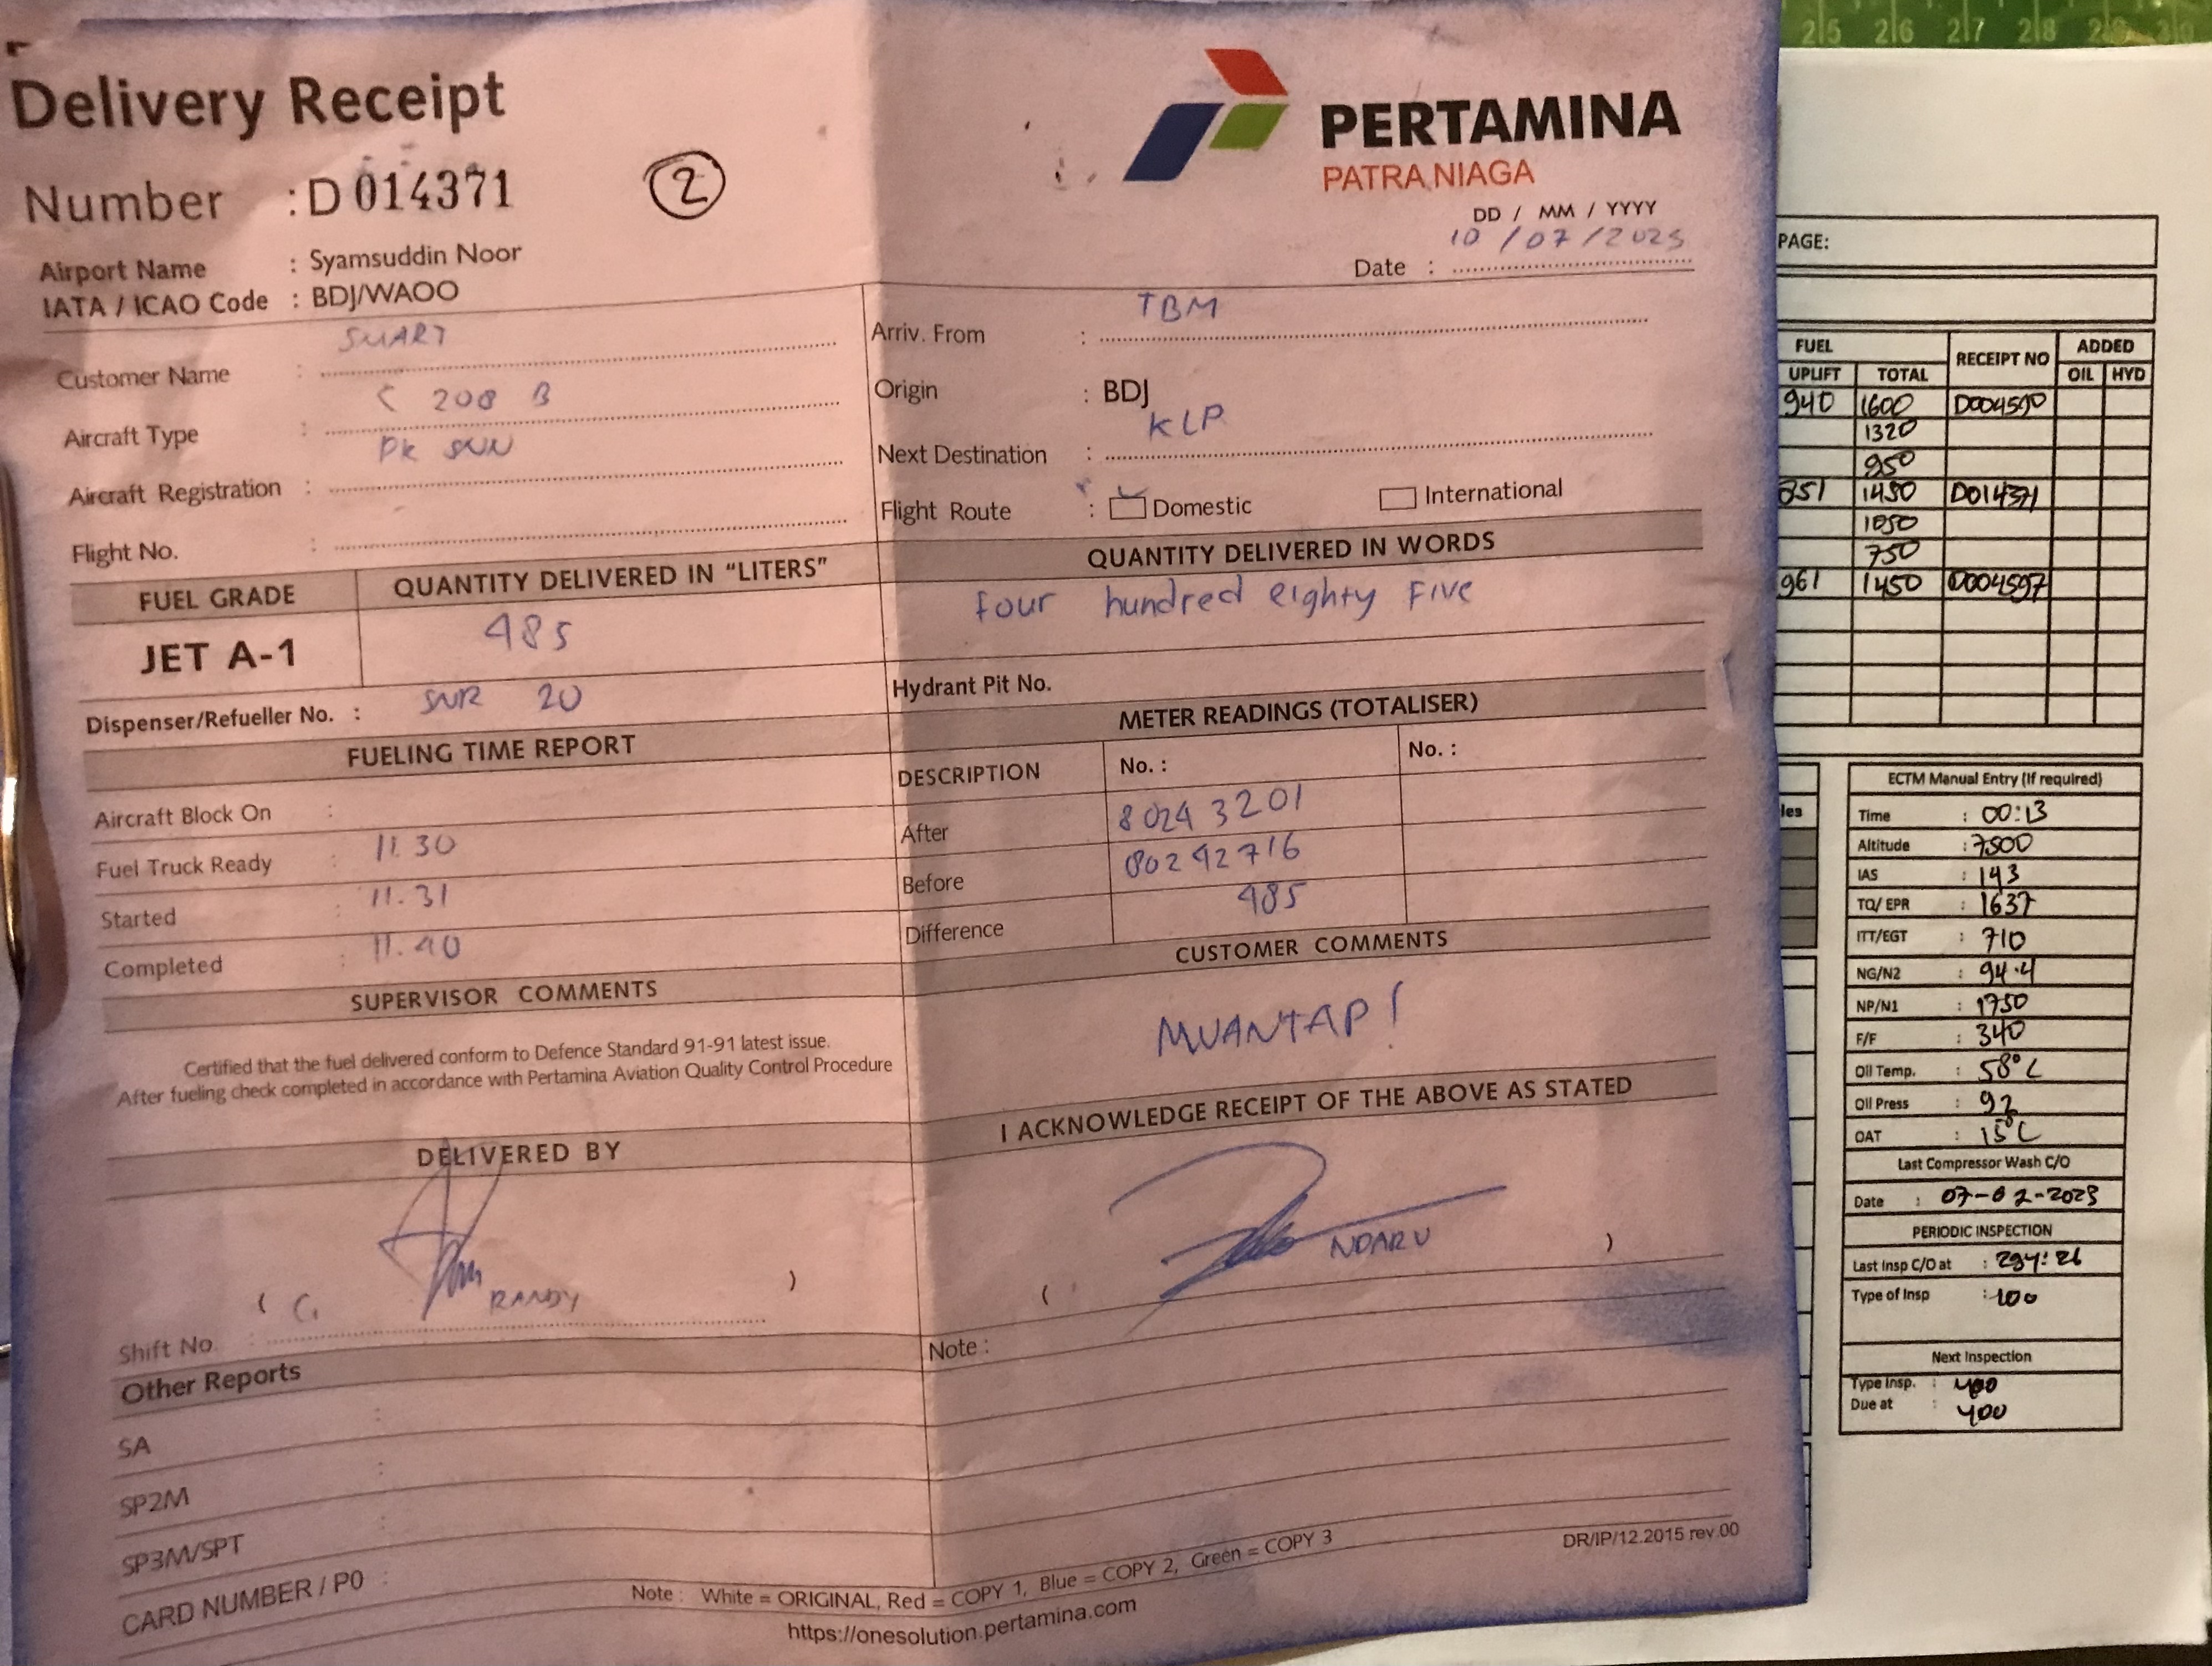 Delivery Receipt
Number : D 014371
2
PERTAMINA
PATRA NIAGA
DD / MM / YYYY
Date : 10 / 07 / 2023
Airport Name : Syamsuddin Noor
IATA / ICAO Code : BDJ/WAOO
Customer Name : SMART
Aircraft Type : C 208 B
Aircraft Registration : PK SNN
Flight No. :
Arriv. From : TBM
Origin : BDJ
Next Destination : KLP
Flight Route : Domestic International
FUEL GRADE QUANTITY DELIVERED IN "LITERS"
JET A-1 485
QUANTITY DELIVERED IN WORDS
four hundred eighty Five
Dispenser/Refueller No. : 20
Hydrant Pit No.
FUELING TIME REPORT
Aircraft Block On :
Fuel Truck Ready : 11.30
Started : 11.31
Completed : 11.40
METER READINGS (TOTALISER)
DESCRIPTION No. : No. :
After 80243201
Before 80242716
Difference 485
SUPERVISOR COMMENTS
Certified that the fuel delivered conform to Defence Standard 91-91 latest issue.
After fueling check completed in accordance with Pertamina Aviation Quality Control Procedure
CUSTOMER COMMENTS
MUANTAP!
DELIVERED BY
( RANDY )
Shift No. :
I ACKNOWLEDGE RECEIPT OF THE ABOVE AS STATED
( NDARU )
Note :
Other Reports
SA :
SP2M :
SP3M/SPT
CARD NUMBER / P0 :
Note : White = ORIGINAL, Red = COPY 1, Blue = COPY 2, Green = COPY 3
https://onesolution.pertamina.com
DR/IP/12.2015 rev.00
25 26 27 28
PAGE:
FUEL RECEIPT NO ADDED
UPLIFT TOTAL OIL HYD
940 1600 D004590
1320
950
851 1450 D014371
1050
750
961 1450 D004597
les
ECTM Manual Entry (If required)
Time : 00:13
Altitude : 7500
IAS : 143
TQ/ EPR : 1637
ITT/EGT : 710
NG/N2 : 94.4
NP/N1 : 1750
F/F : 340
Oil Temp. : 58°C
Oil Press : 92
OAT : 15°C
Last Compressor Wash C/O
Date : 07-02-2023
PERIODIC INSPECTION
Last Insp C/O at : 294:26
Type of Insp : 100
Next Inspection
Type Insp. : 400
Due at : 400